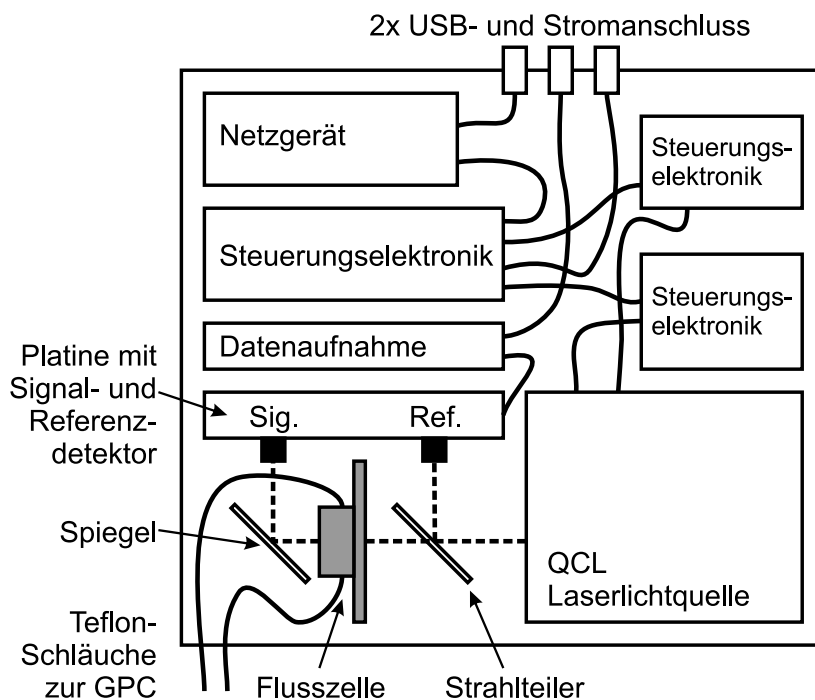 2x USB- und Stromanschluss
Netzgerät
Steuerungs-
elektronik
Steuerungselektronik
Steuerungs-
elektronik
Datenaufnahme
Platine mit
Signal- und
Referenz-
detektor
Sig.
Ref.
Spiegel
QCL
Laserlichtquelle
Teflon-
Schläuche
zur GPC
Flusszelle
Strahlteiler